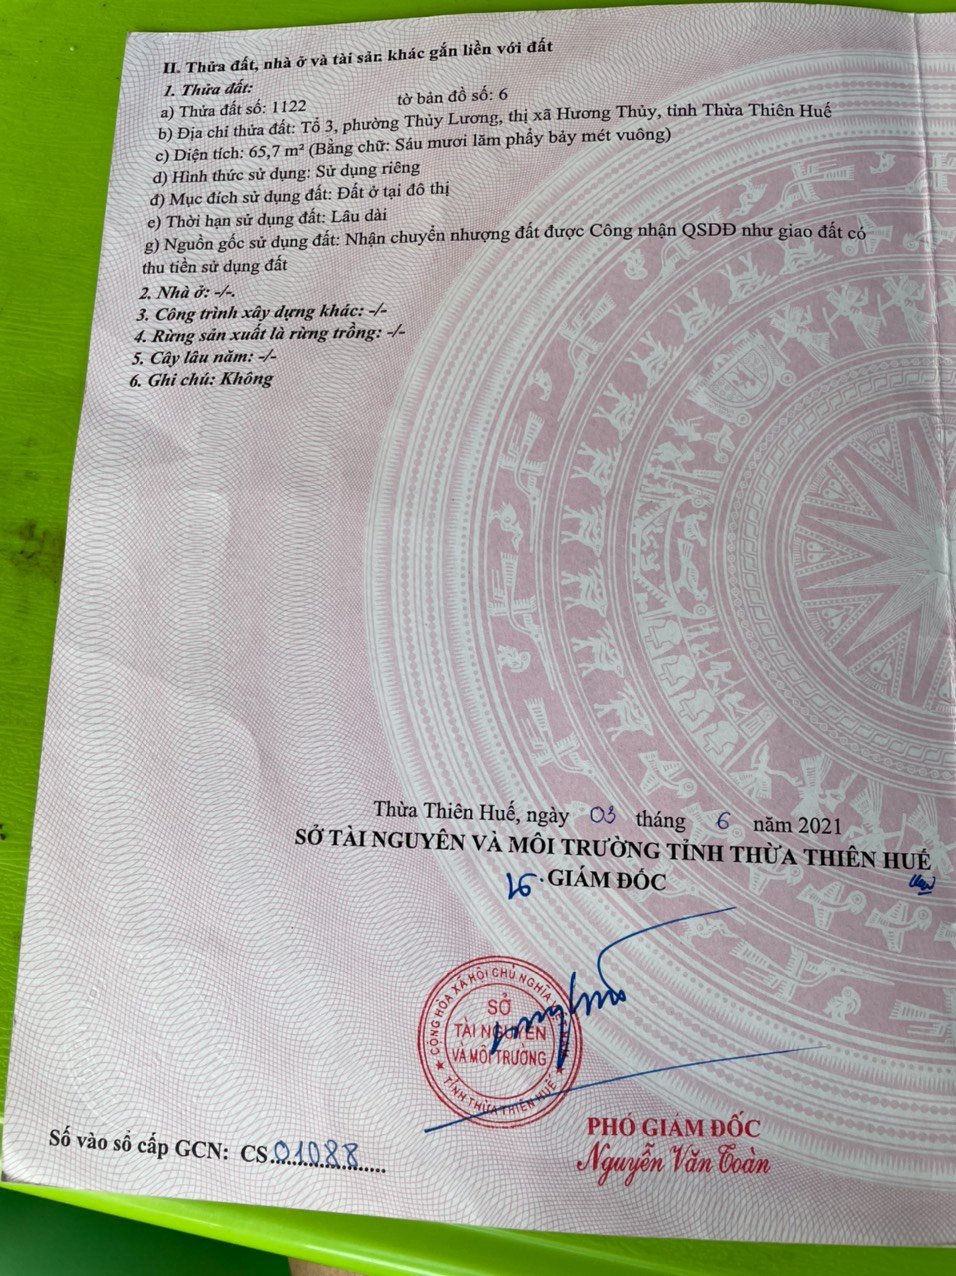 II. Thửa đất, nhà ở và tài sản khác gắn liền với đất
1. Thửa đất:
a) Thửa đất số: 1122 tờ bản đồ số: 6
b) Địa chỉ thửa đất: Tổ 3, phường Thủy Lương, thị xã Hương Thủy, tỉnh Thừa Thiên Huế
c) Diện tích: 65,7 m² (Bằng chữ: Sáu mươi lăm phẩy bảy mét vuông)
d) Hình thức sử dụng: Sử dụng riêng
đ) Mục đích sử dụng đất: Đất ở tại đô thị
e) Thời hạn sử dụng đất: Lâu dài
g) Nguồn gốc sử dụng đất: Nhận chuyển nhượng đất được Công nhận QSDĐ như giao đất có
thu tiền sử dụng đất
2. Nhà ở: -/-.
3. Công trình xây dựng khác: -/-
4. Rừng sản xuất là rừng trồng: -/-
5. Cây lâu năm: -/-
6. Ghi chú: Không
Thừa Thiên Huế, ngày 03 tháng 6 năm 2021
SỞ TÀI NGUYÊN VÀ MÔI TRƯỜNG TỈNH THỪA THIÊN HUẾ
GIÁM ĐỐC
CỘNG HÒA XÃ HỘI CHỦ NGHĨA
SỞ
TÀI NGUYÊN
VÀ MÔI TRƯỜNG
TỈNH THỪA THIÊN HUẾ
PHÓ GIÁM ĐỐC
Nguyễn Văn Toàn
Số vào sổ cấp GCN: CS.01088